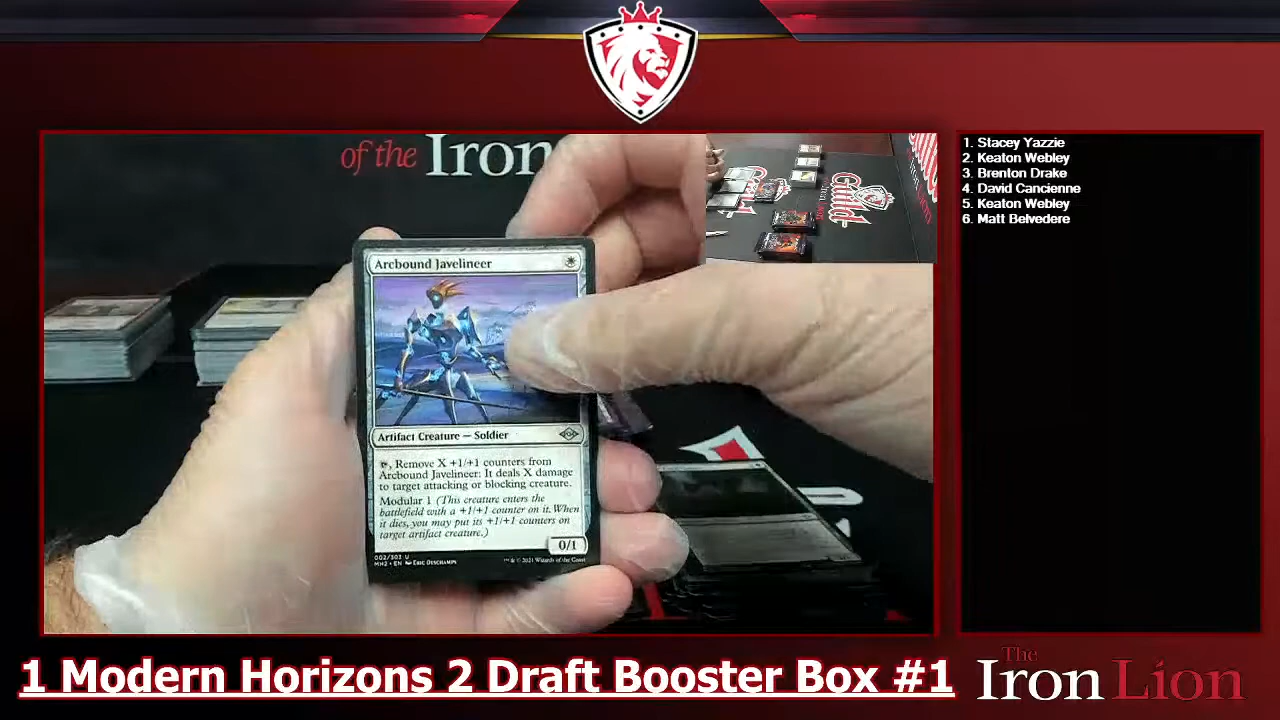 of the Iron
Guild
Arcbound Javelineer
Artifact Creature — Soldier
, Remove X +1/+1 counters from
Arcbound Javelineer: It deals X damage
to target attacking or blocking creature.
Modular 1 (This creature enters the
battlefield with a +1/+1 counter on it. When
it dies, you may put its +1/+1 counters on
target artifact creature.)
0/1
002/303 U
MH2 • EN Eric Deschamps
™ & © 2021 Wizards of the Coast
1. Stacey Yazzie
2. Keaton Webley
3. Brenton Drake
4. David Cancienne
5. Keaton Webley
6. Matt Belvedere
1 Modern Horizons 2 Draft Booster Box #1
The
Iron Lion